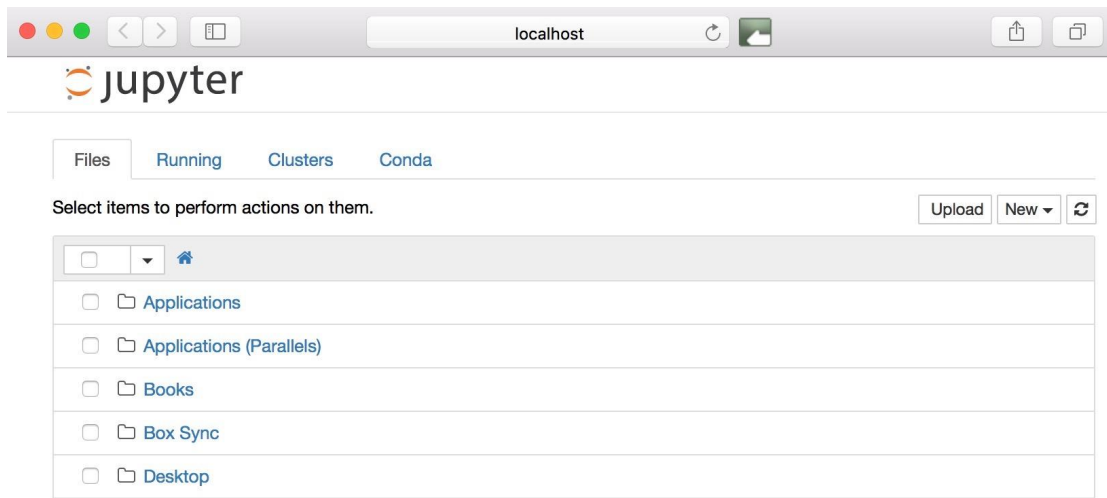 localhost
jupyter
Files Running Clusters Conda
Select items to perform actions on them.
Upload New
Applications
Applications (Parallels)
Books
Box Sync
Desktop